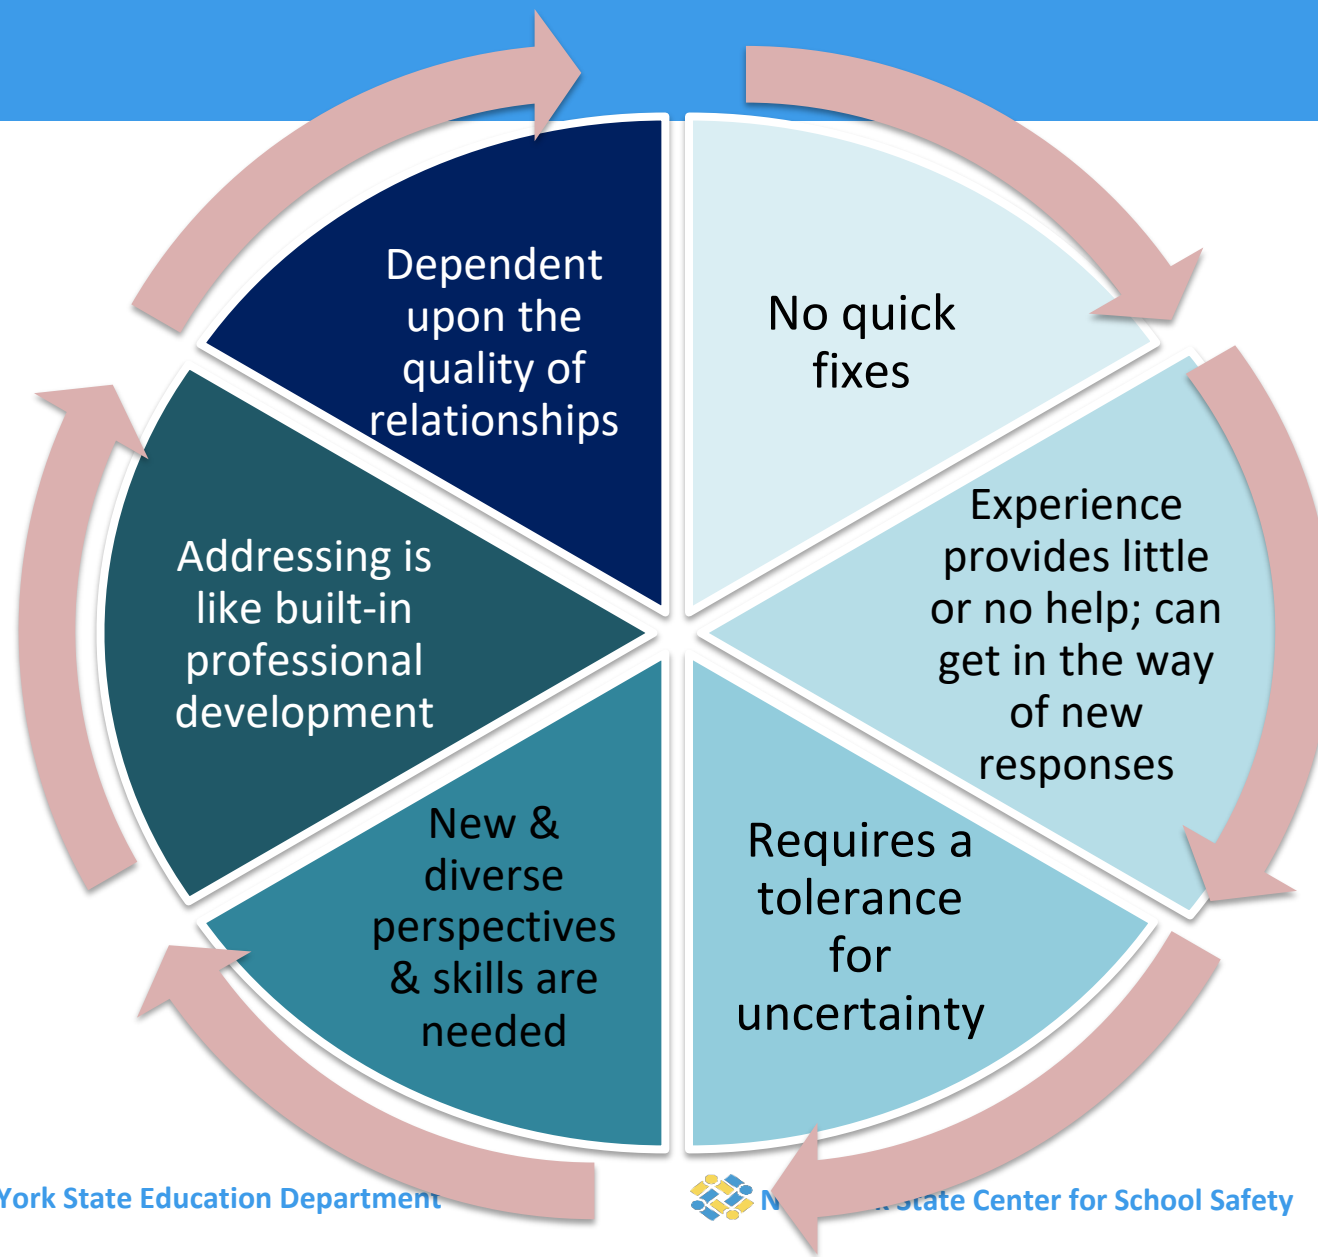 No quick
fixes
Experience
provides little
or no help; can
get in the way
of new
responses
Requires a
tolerance
for
uncertainty
New &
diverse
perspectives
& skills are
needed
Addressing is
like built-in
professional
development
Dependent
upon the
quality of
relationships
York State Education Department
State Center for School Safety